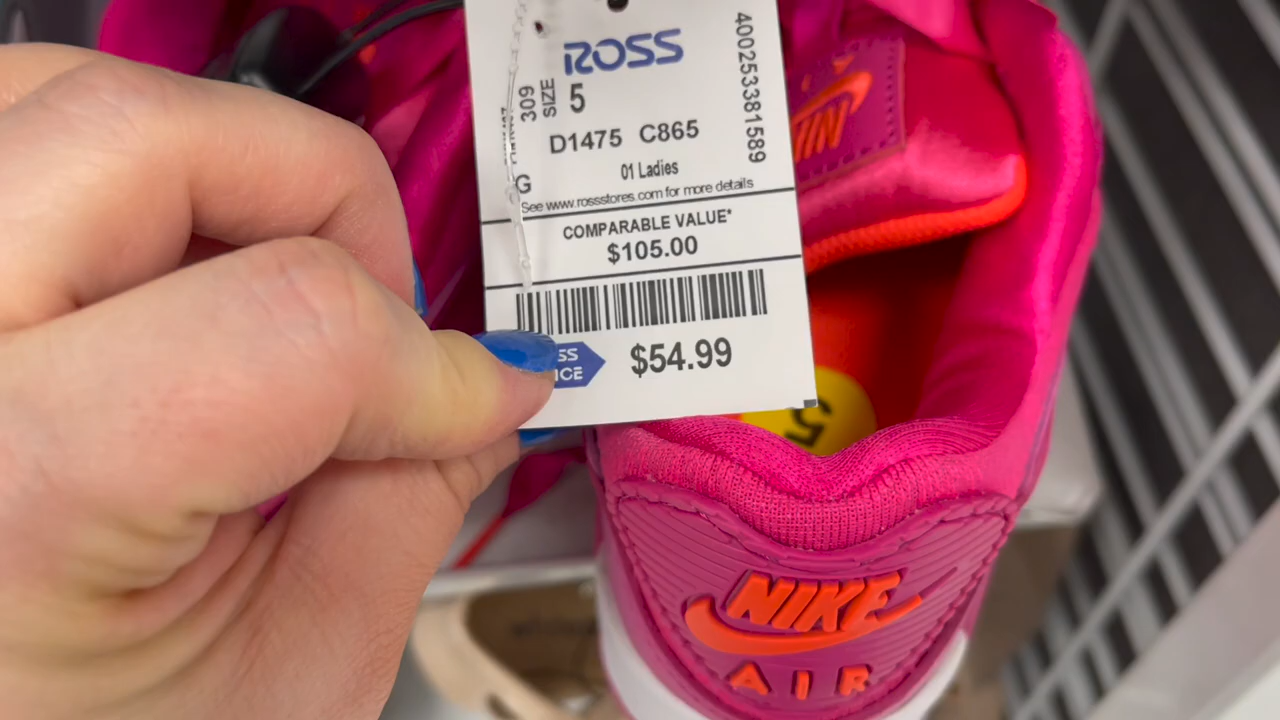 ROSS
309
SIZE
5
400253381589
D1475 C865
01 Ladies
G
See www.rossstores.com for more details
COMPARABLE VALUE*
$105.00
$54.99
5
NIKE
AIR